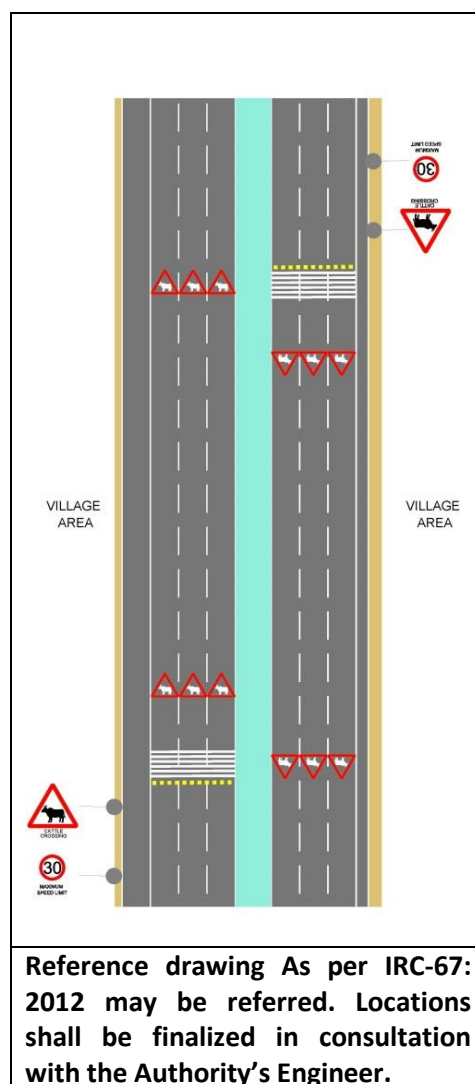 MAXIMUM
SPEED LIMIT
30
CATTLE
CROSSING
VILLAGE
AREA
VILLAGE
AREA
CATTLE
CROSSING
30
MAXIMUM
SPEED LIMIT
Reference drawing As per IRC-67:
2012 may be referred. Locations
shall be finalized in consultation
with the Authority's Engineer.